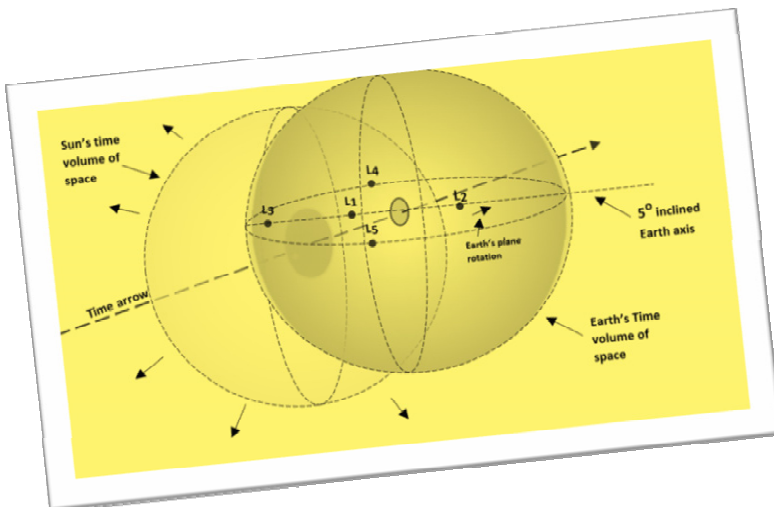 Sun's time
volume of
space
L4
L3
L1
L2
L5
5° Inclined
Earth axis
Earth's plane
rotation
Time arrow
Earth's Time
volume of
space